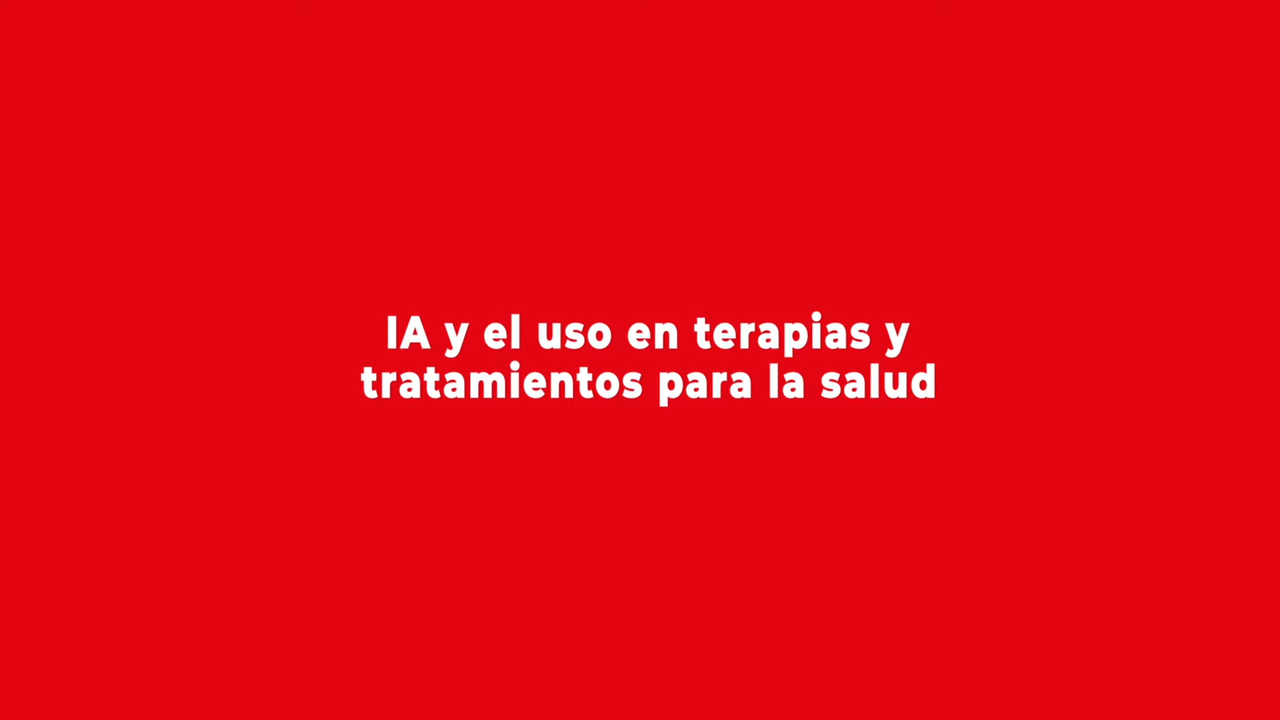 IA y el uso en terapias y
tratamientos para la salud